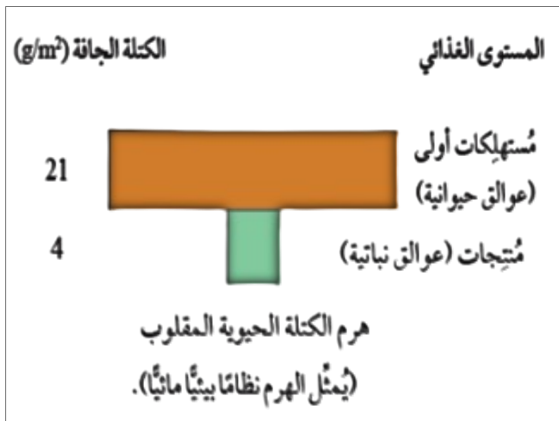 المستوى الغذائي الكتلة الجافة (g/m²)
مُستهلِكات أولى
(عوالق حيوانية)
21
مُنتِجات (عوالق نباتية) 4
هرم الكتلة الحيوية المقلوب
(يُمثِّل الهرم نظامًا بيئيًّا مائيًّا).